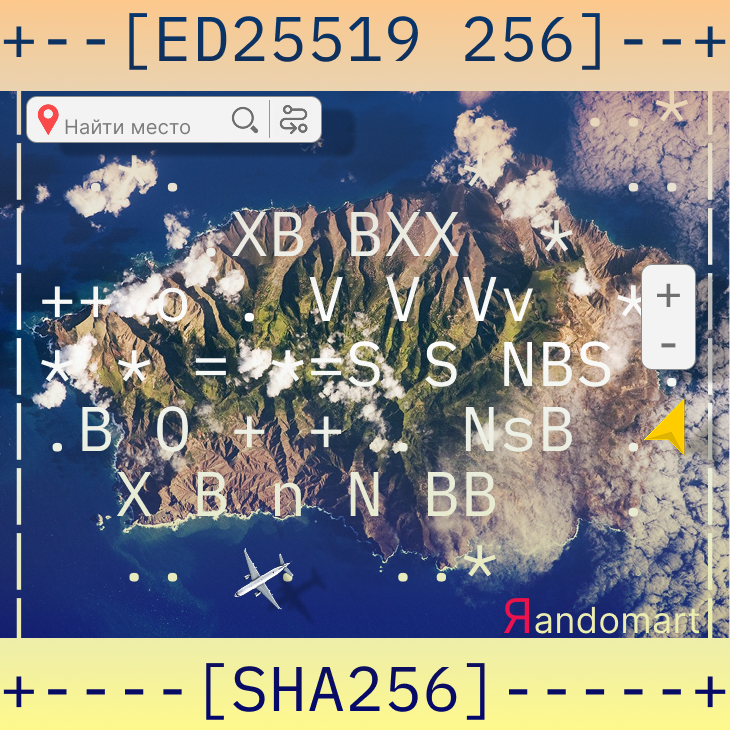 +--[ED25519 256]--+
Найти место
| . . *|
| . * . * . . |
| .XB BXX * |
|++ o . V V Vv * |
|* * = *=S S NBS .|
|.B O + + . NsB . |
| X B n N BB . |
| .. . . ..* |
+
-
Яandomart
+----[SHA256]-----+